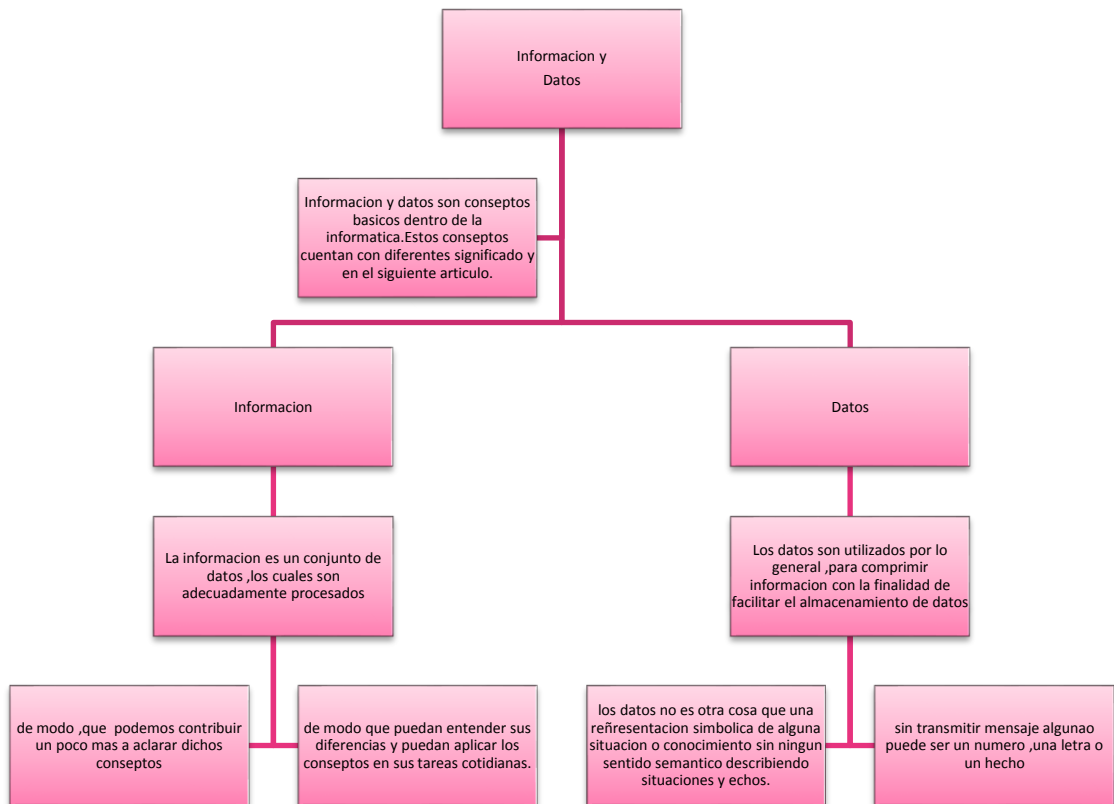 Informacion y
Datos
Informacion y datos son conseptos
basicos dentro de la
informatica.Estos conseptos
cuentan con diferentes significado y
en el siguiente articulo.
Informacion
Datos
La informacion es un conjunto de
datos ,los cuales son
adecuadamente procesados
Los datos son utilizados por lo
general ,para comprimir
informacion con la finalidad de
facilitar el almacenamiento de datos
de modo ,que podemos contribuir
un poco mas a aclarar dichos
conseptos
de modo que puedan entender sus
diferencias y puedan aplicar los
conseptos en sus tareas cotidianas.
los datos no es otra cosa que una
reñresentacion simbolica de alguna
situacion o conocimiento sin ningun
sentido semantico describiendo
situaciones y echos.
sin transmitir mensaje algunao
puede ser un numero ,una letra o
un hecho